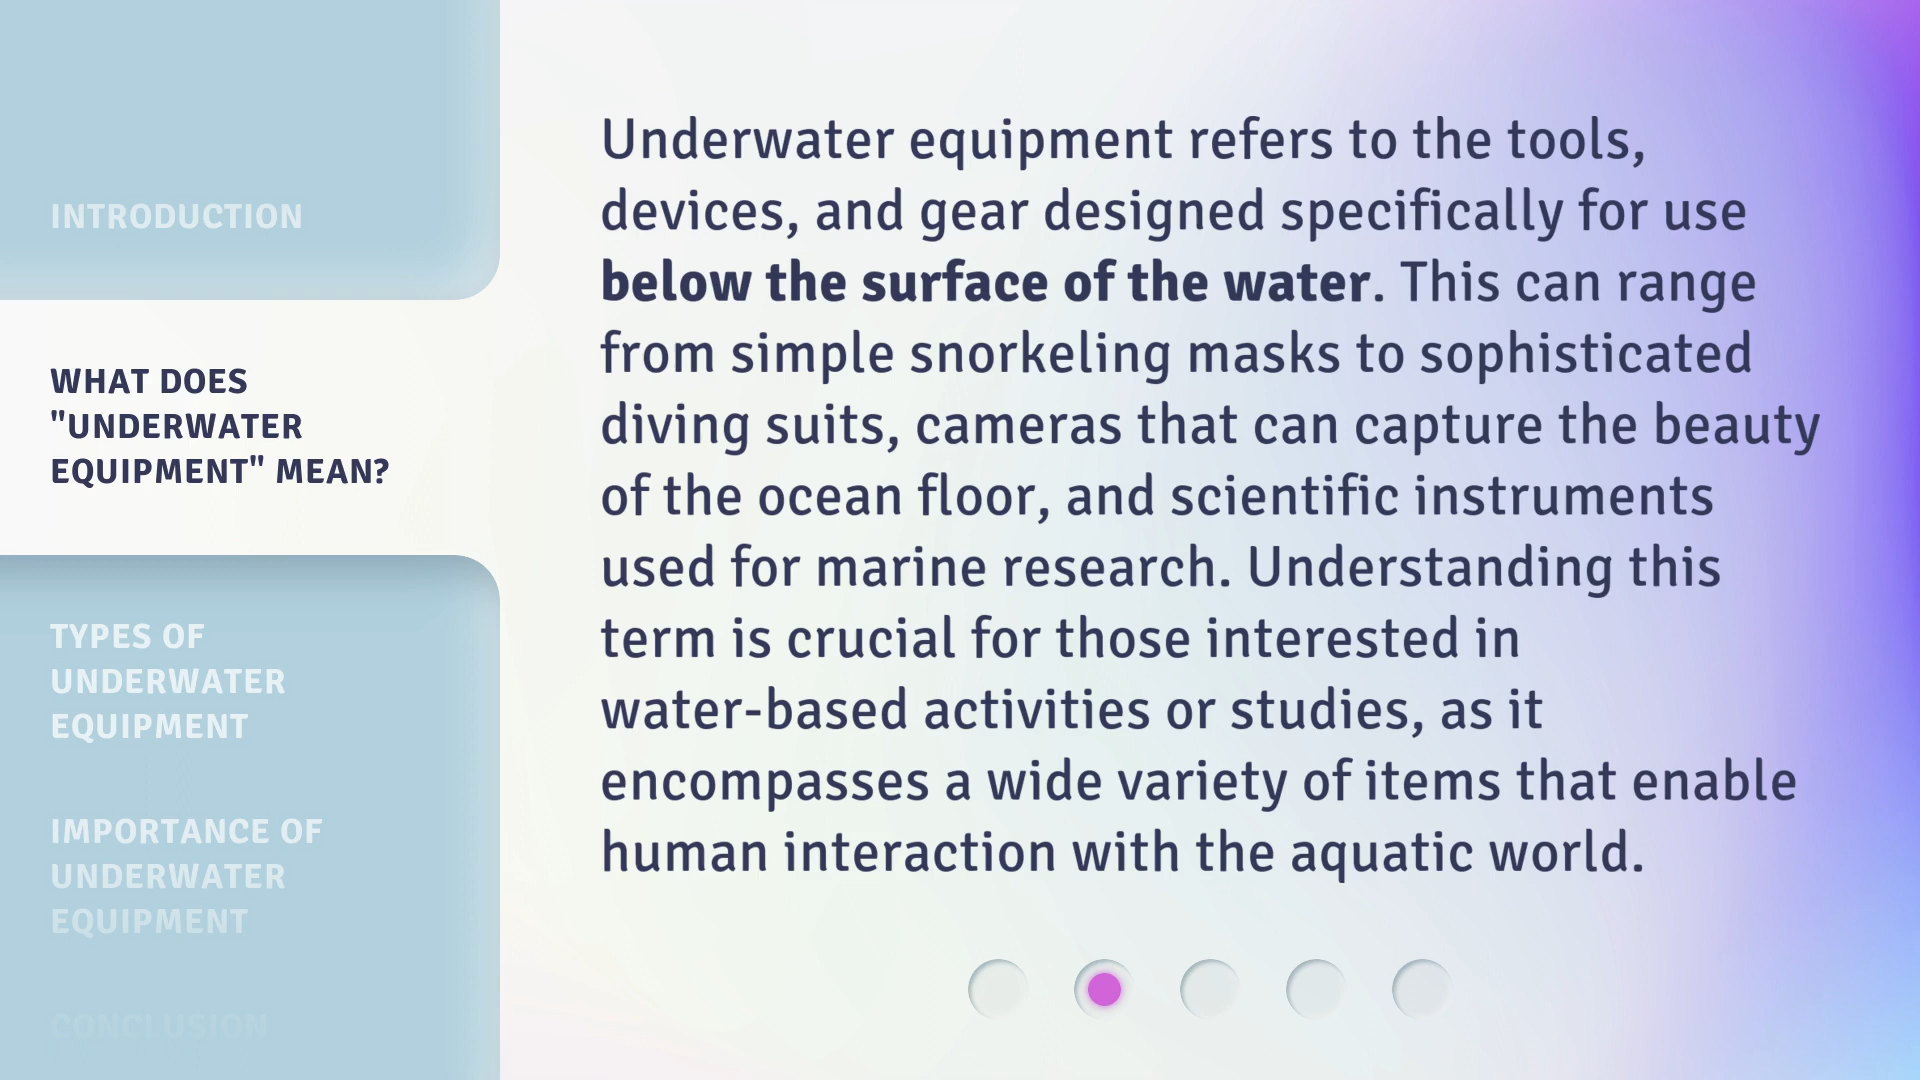 INTRODUCTION
WHAT DOES
"UNDERWATER
EQUIPMENT" MEAN?
TYPES OF
UNDERWATER
EQUIPMENT
IMPORTANCE OF
UNDERWATER
EQUIPMENT
CONCLUSION
Underwater equipment refers to the tools,
devices, and gear designed specifically for use
below the surface of the water. This can range
from simple snorkeling masks to sophisticated
diving suits, cameras that can capture the beauty
of the ocean floor, and scientific instruments
used for marine research. Understanding this
term is crucial for those interested in
water-based activities or studies, as it
encompasses a wide variety of items that enable
human interaction with the aquatic world.